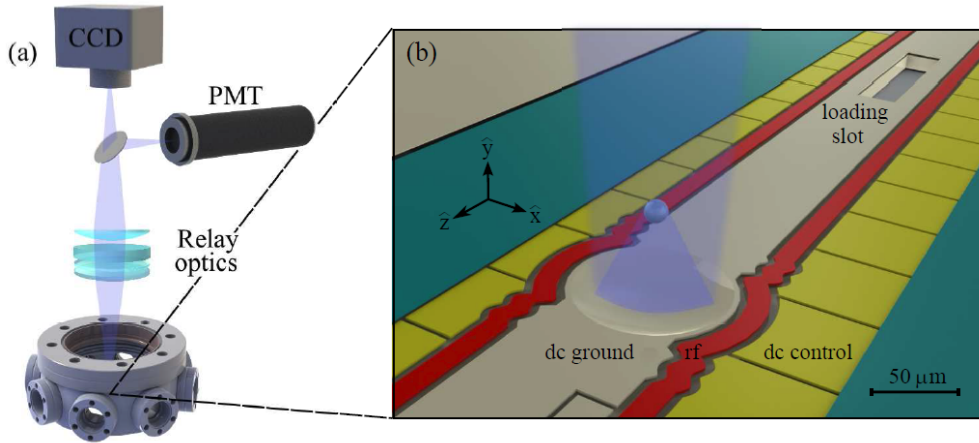 (a)
CCD
PMT
Relay
optics
(b)
loading
slot
ŷ
ẑ
x̂
dc ground
rf
dc control
50 μm